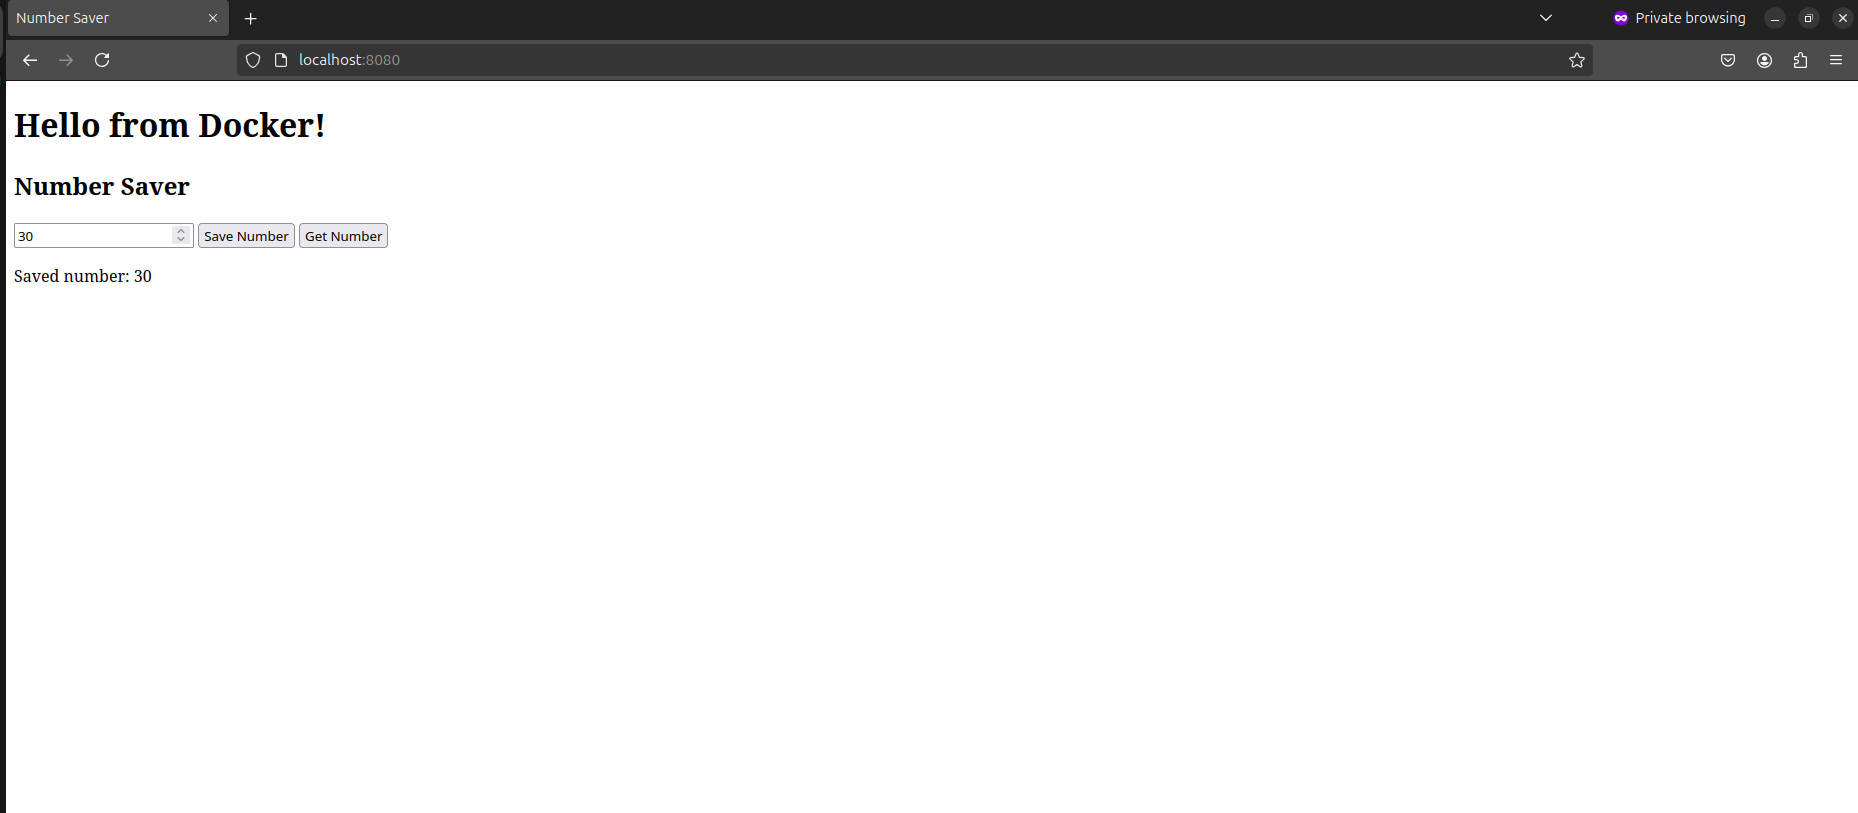 Number Saver
Private browsing
localhost:8080
Hello from Docker!
Number Saver
30 Save Number Get Number
Saved number: 30